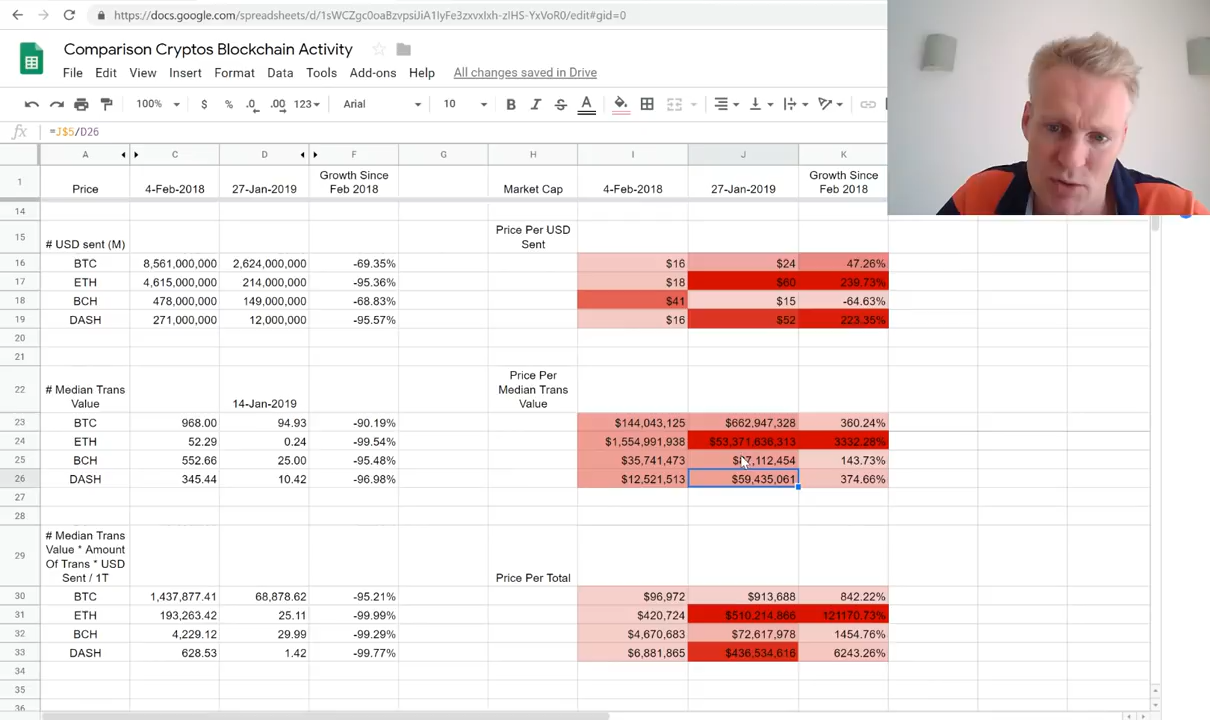 https://docs.google.com/spreadsheets/d/1sWCZgc0oaBzvpsiJiA1IyFe3zxvxIxh-zIHS-YxVoR0/edit#gid=0
Comparison Cryptos Blockchain Activity
File Edit View Insert Format Data Tools Add-ons Help All changes saved in Drive
100% $ % .0 .00 123 Arial 10 B I S A
fx =J$5/D26
A C D F G H I J K
1 Price 4-Feb-2018 27-Jan-2019 Growth Since Feb 2018 Market Cap 4-Feb-2018 27-Jan-2019 Growth Since Feb 2018
14
15 # USD sent (M) Price Per USD Sent
16 BTC 8,561,000,000 2,624,000,000 -69.35% $16 $24 47.26%
17 ETH 4,615,000,000 214,000,000 -95.36% $18 $60 239.73%
18 BCH 478,000,000 149,000,000 -68.83% $41 $15 -64.63%
19 DASH 271,000,000 12,000,000 -95.57% $16 $52 223.35%
20
21
22 # Median Trans Value 14-Jan-2019 Price Per Median Trans Value
23 BTC 968.00 94.93 -90.19% $144,043,125 $662,947,328 360.24%
24 ETH 52.29 0.24 -99.54% $1,554,991,938 $53,371,636,313 3332.28%
25 BCH 552.66 25.00 -95.48% $35,741,473 143.73%
26 DASH 345.44 10.42 -96.98% $12,521,513 $59,435,061 374.66%
27
28
29 # Median Trans Value * Amount Of Trans * USD Sent / 1T Price Per Total
30 BTC 1,437,877.41 68,878.62 -95.21% $96,972 $913,688 842.22%
31 ETH 193,263.42 25.11 -99.99% $420,724 $510,214,866 121170.73%
32 BCH 4,229.12 29.99 -99.29% $4,670,683 $72,617,978 1454.76%
33 DASH 628.53 1.42 -99.77% $6,881,865 $436,534,616 6243.26%
34
35
36